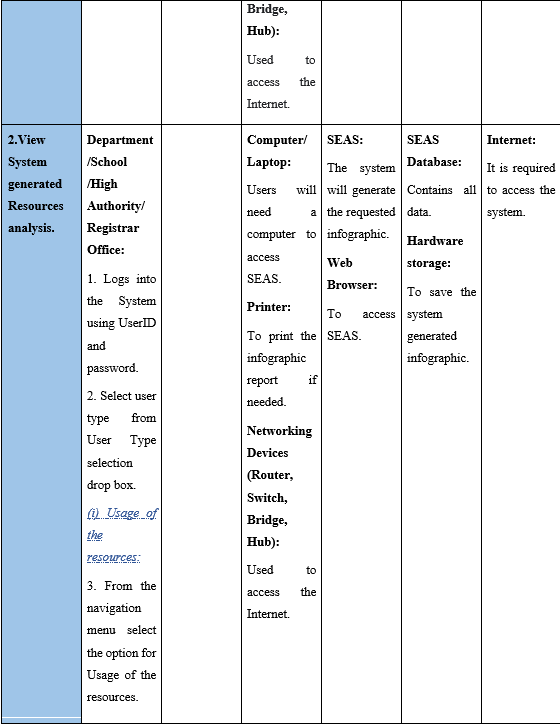 Bridge,
Hub):
Used to
access the
Internet.
2.View
System
generated
Resources
analysis.
Department
/School
/High
Authority/
Registrar
Office:
1. Logs into
the System
using UserID
and
password.
2. Select user
type from
User Type
selection
drop box.
(i) Usage of
the
resources:
3. From the
navigation
menu select
the option for
Usage of the
resources.
Computer/
Laptop:
Users will
need a
computer to
access
SEAS.
Printer:
To print the
infographic
report if
needed.
Networking
Devices
(Router,
Switch,
Bridge,
Hub):
Used to
access the
Internet.
SEAS:
The system
will generate
the requested
infographic.
Web
Browser:
To access
SEAS.
SEAS
Database:
Contains all
data.
Hardware
storage:
To save the
system
generated
infographic.
Internet:
It is required
to access the
system.